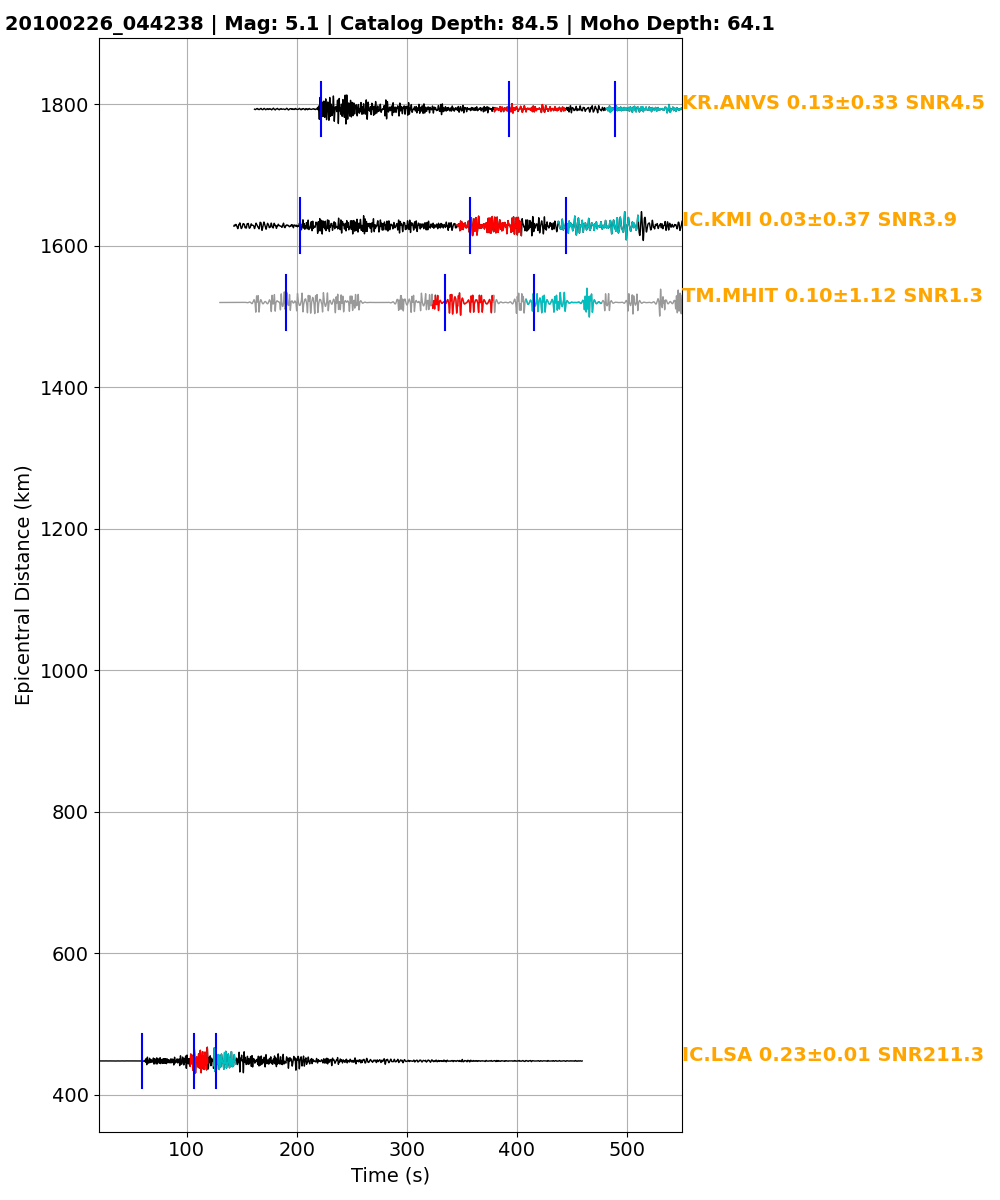 20100226_044238 | Mag: 5.1 | Catalog Depth: 84.5 | Moho Depth: 64.1
1800
KR.ANVS 0.13±0.33 SNR4.5
1600
IC.KMI 0.03±0.37 SNR3.9
TM.MHIT 0.10±1.12 SNR1.3
1400
1200
1000
800
600
400
IC.LSA 0.23±0.01 SNR211.3
Epicentral Distance (km)
100 200 300 400 500
Time (s)